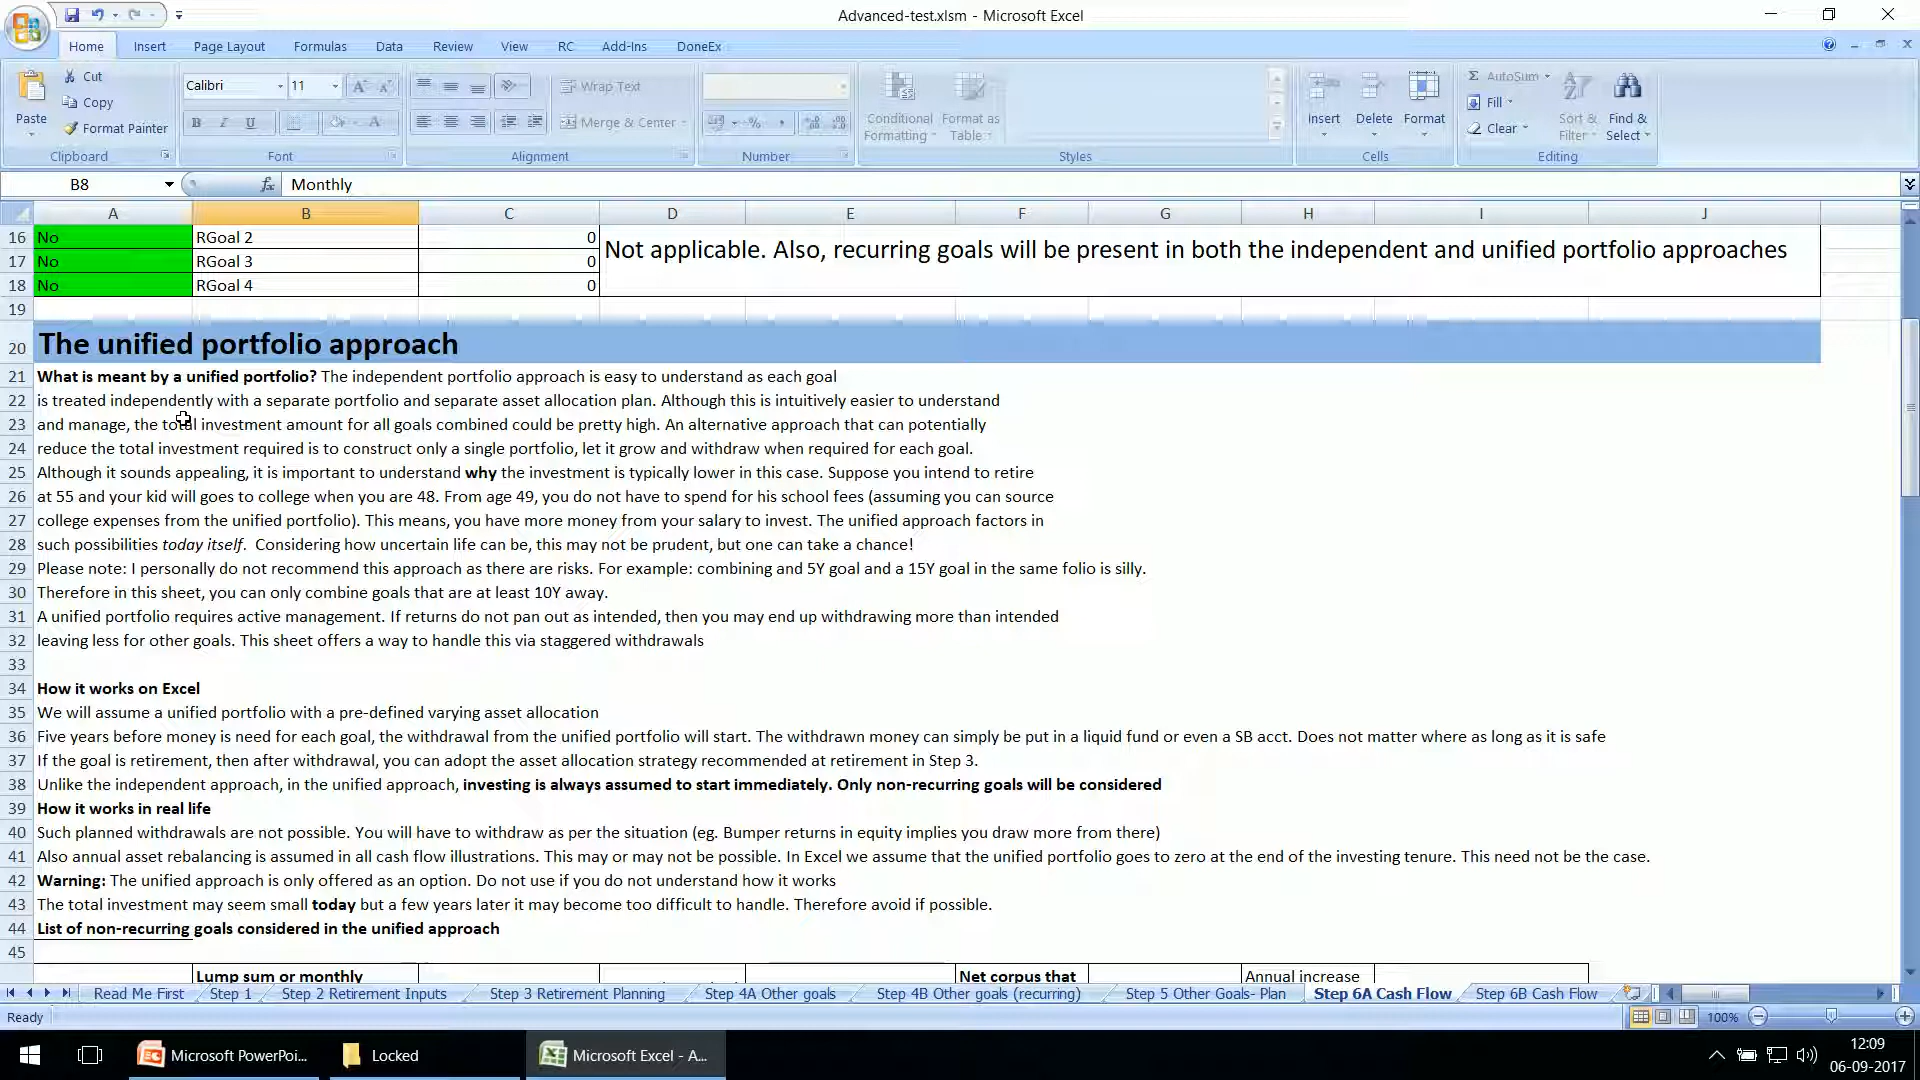 Advanced-test.xlsm - Microsoft Excel
Home Insert Page Layout Formulas Data Review View RC Add-Ins DoneEx
Paste
Cut
Copy
Format Painter
Clipboard
Calibri 11
B I U
Font
Wrap Text
Merge & Center
Alignment
Number
Conditional Formatting
Format as Table
Styles
Insert Delete Format
Cells
AutoSum
Fill
Clear
Sort & Filter
Find & Select
Editing
B8 fx Monthly
A B C D E F G H I J
16 No RGoal 2 0
17 No RGoal 3 0
18 No RGoal 4 0
Not applicable. Also, recurring goals will be present in both the independent and unified portfolio approaches
19
20 The unified portfolio approach
21 What is meant by a unified portfolio? The independent portfolio approach is easy to understand as each goal
22 is treated independently with a separate portfolio and separate asset allocation plan. Although this is intuitively easier to understand
23 and manage, the total investment amount for all goals combined could be pretty high. An alternative approach that can potentially
24 reduce the total investment required is to construct only a single portfolio, let it grow and withdraw when required for each goal.
25 Although it sounds appealing, it is important to understand why the investment is typically lower in this case. Suppose you intend to retire
26 at 55 and your kid will goes to college when you are 48. From age 49, you do not have to spend for his school fees (assuming you can source
27 college expenses from the unified portfolio). This means, you have more money from your salary to invest. The unified approach factors in
28 such possibilities today itself. Considering how uncertain life can be, this may not be prudent, but one can take a chance!
29 Please note: I personally do not recommend this approach as there are risks. For example: combining and 5Y goal and a 15Y goal in the same folio is silly.
30 Therefore in this sheet, you can only combine goals that are at least 10Y away.
31 A unified portfolio requires active management. If returns do not pan out as intended, then you may end up withdrawing more than intended
32 leaving less for other goals. This sheet offers a way to handle this via staggered withdrawals
33
34 How it works on Excel
35 We will assume a unified portfolio with a pre-defined varying asset allocation
36 Five years before money is need for each goal, the withdrawal from the unified portfolio will start. The withdrawn money can simply be put in a liquid fund or even a SB acct. Does not matter where as long as it is safe
37 If the goal is retirement, then after withdrawal, you can adopt the asset allocation strategy recommended at retirement in Step 3.
38 Unlike the independent approach, in the unified approach, investing is always assumed to start immediately. Only non-recurring goals will be considered
39 How it works in real life
40 Such planned withdrawals are not possible. You will have to withdraw as per the situation (eg. Bumper returns in equity implies you draw more from there)
41 Also annual asset rebalancing is assumed in all cash flow illustrations. This may or may not be possible. In Excel we assume that the unified portfolio goes to zero at the end of the investing tenure. This need not be the case.
42 Warning: The unified approach is only offered as an option. Do not use if you do not understand how it works
43 The total investment may seem small today but a few years later it may become too difficult to handle. Therefore avoid if possible.
44 List of non-recurring goals considered in the unified approach
45
Lump sum or monthly Net corpus that Annual increase
Read Me First Step 1 Step 2 Retirement Inputs Step 3 Retirement Planning Step 4A Other goals Step 4B Other goals (recurring) Step 5 Other Goals- Plan Step 6A Cash Flow Step 6B Cash Flow
Ready 100%
Microsoft PowerPoi... Locked Microsoft Excel - A...
12:09
06-09-2017